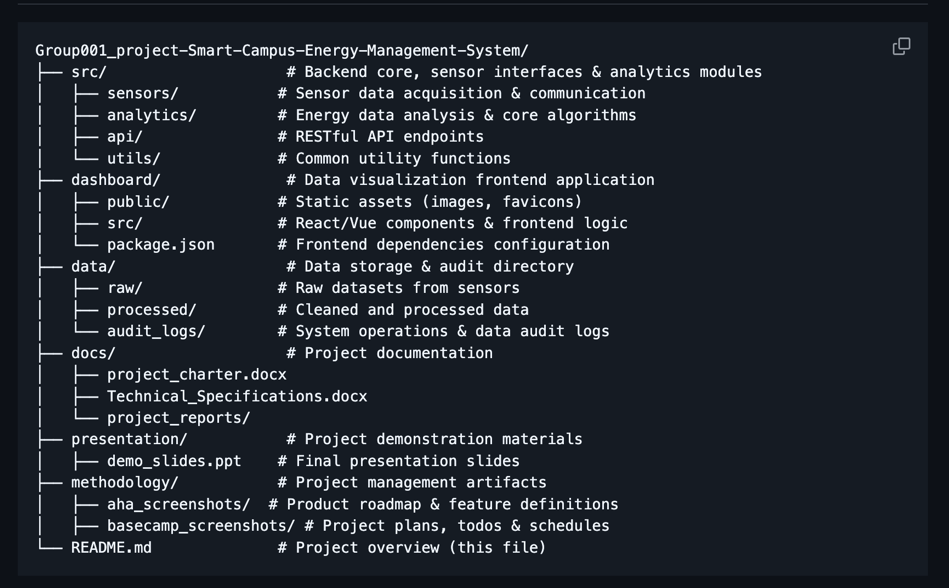 Group001_project-Smart-Campus-Energy-Management-System/
├── src/                    # Backend core, sensor interfaces & analytics modules
│   ├── sensors/           # Sensor data acquisition & communication
│   ├── analytics/         # Energy data analysis & core algorithms
│   ├── api/               # RESTful API endpoints
│   └── utils/             # Common utility functions
├── dashboard/              # Data visualization frontend application
│   ├── public/            # Static assets (images, favicons)
│   ├── src/               # React/Vue components & frontend logic
│   └── package.json       # Frontend dependencies configuration
├── data/                   # Data storage & audit directory
│   ├── raw/               # Raw datasets from sensors
│   ├── processed/         # Cleaned and processed data
│   └── audit_logs/        # System operations & data audit logs
├── docs/                   # Project documentation
│   ├── project_charter.docx
│   ├── Technical_Specifications.docx
│   └── project_reports/
├── presentation/           # Project demonstration materials
│   ├── demo_slides.ppt    # Final presentation slides
├── methodology/           # Project management artifacts
│   ├── aha_screenshots/  # Product roadmap & feature definitions
│   ├── basecamp_screenshots/ # Project plans, todos & schedules
└── README.md              # Project overview (this file)